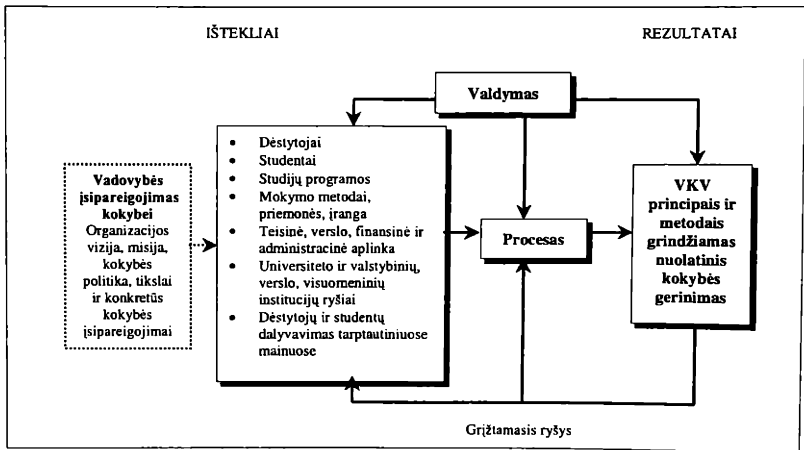 IŠTEKLIAI
REZULTATAI
Valdymas
Vadovybės
įsipareigojimas
kokybei
Organizacijos
vizija, misija,
kokybės
politika, tikslai
ir konkretūs
kokybės
įsipareigojimai
• Dėstytojai
• Studentai
• Studijų programos
• Mokymo metodai,
priemonės, įranga
• Teisinė, verslo, finansinė ir
administracinė aplinka
• Universiteto ir valstybinių,
verslo, visuomeninių
institucijų ryšiai
• Dėstytojų ir studentų
dalyvavimas tarptautiniuose
mainuose
Procesas
VKV
principais ir
metodais
grindžiamas
nuolatinis
kokybės
gerinimas
Grįžtamasis ryšys